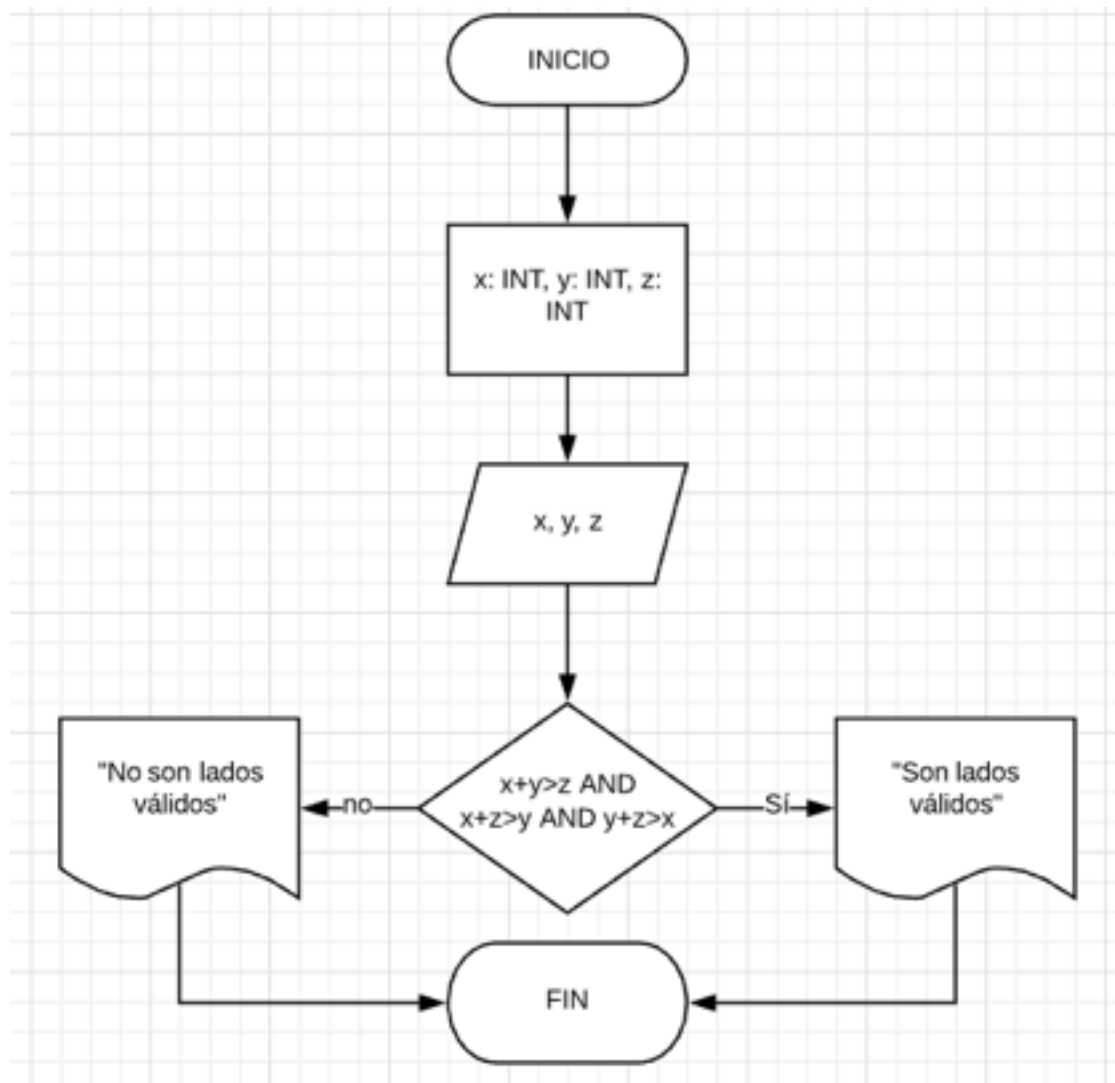 INICIO
x: INT, y: INT, z:
INT
x, y, z
x+y>z AND
x+z>y AND y+z>x
no
Sí
"No son lados
válidos"
"Son lados
válidos"
FIN